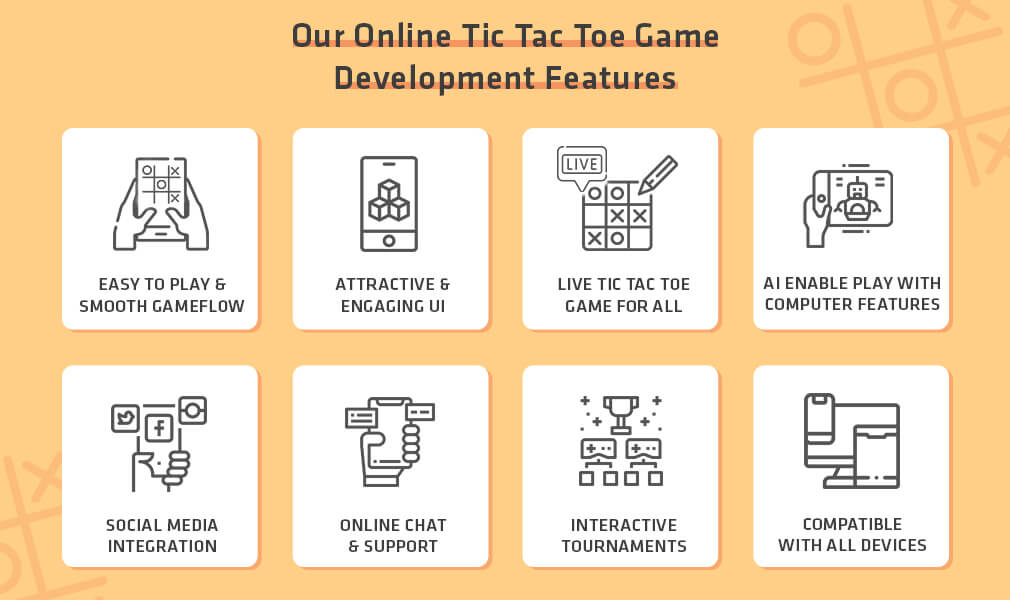 Our Online Tic Tac Toe Game
Development Features
LIVE
EASY TO PLAY &
SMOOTH GAMEFLOW
ATTRACTIVE &
ENGAGING UI
LIVE TIC TAC TOE
GAME FOR ALL
AI ENABLE PLAY WITH
COMPUTER FEATURES
SOCIAL MEDIA
INTEGRATION
ONLINE CHAT
& SUPPORT
INTERACTIVE
TOURNAMENTS
COMPATIBLE
WITH ALL DEVICES